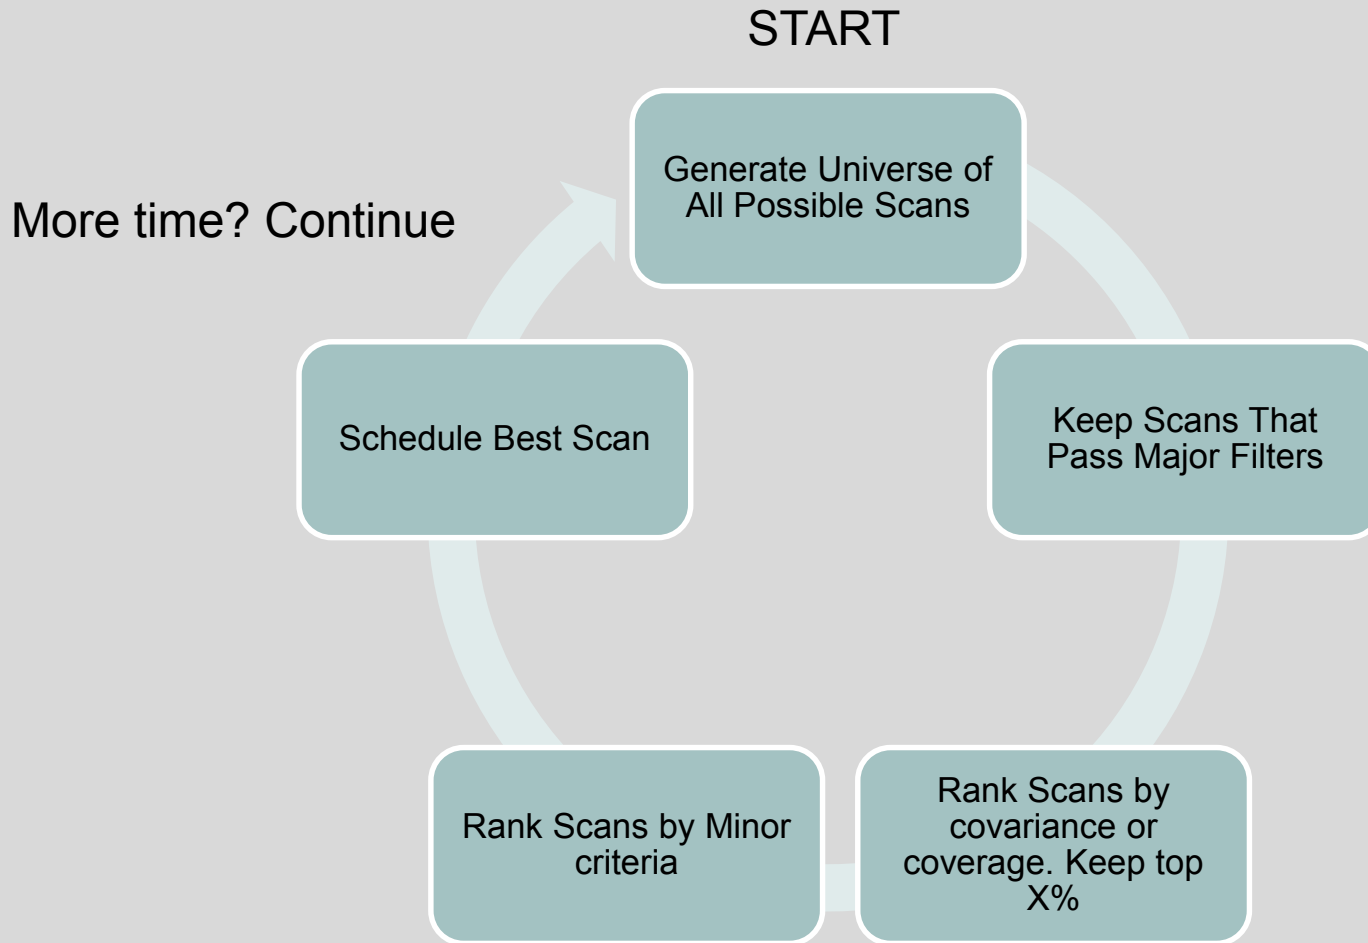 START
Generate Universe of
All Possible Scans
More time? Continue
Keep Scans That
Pass Major Filters
Rank Scans by
covariance or
coverage. Keep top
X%
Rank Scans by Minor
criteria
Schedule Best Scan